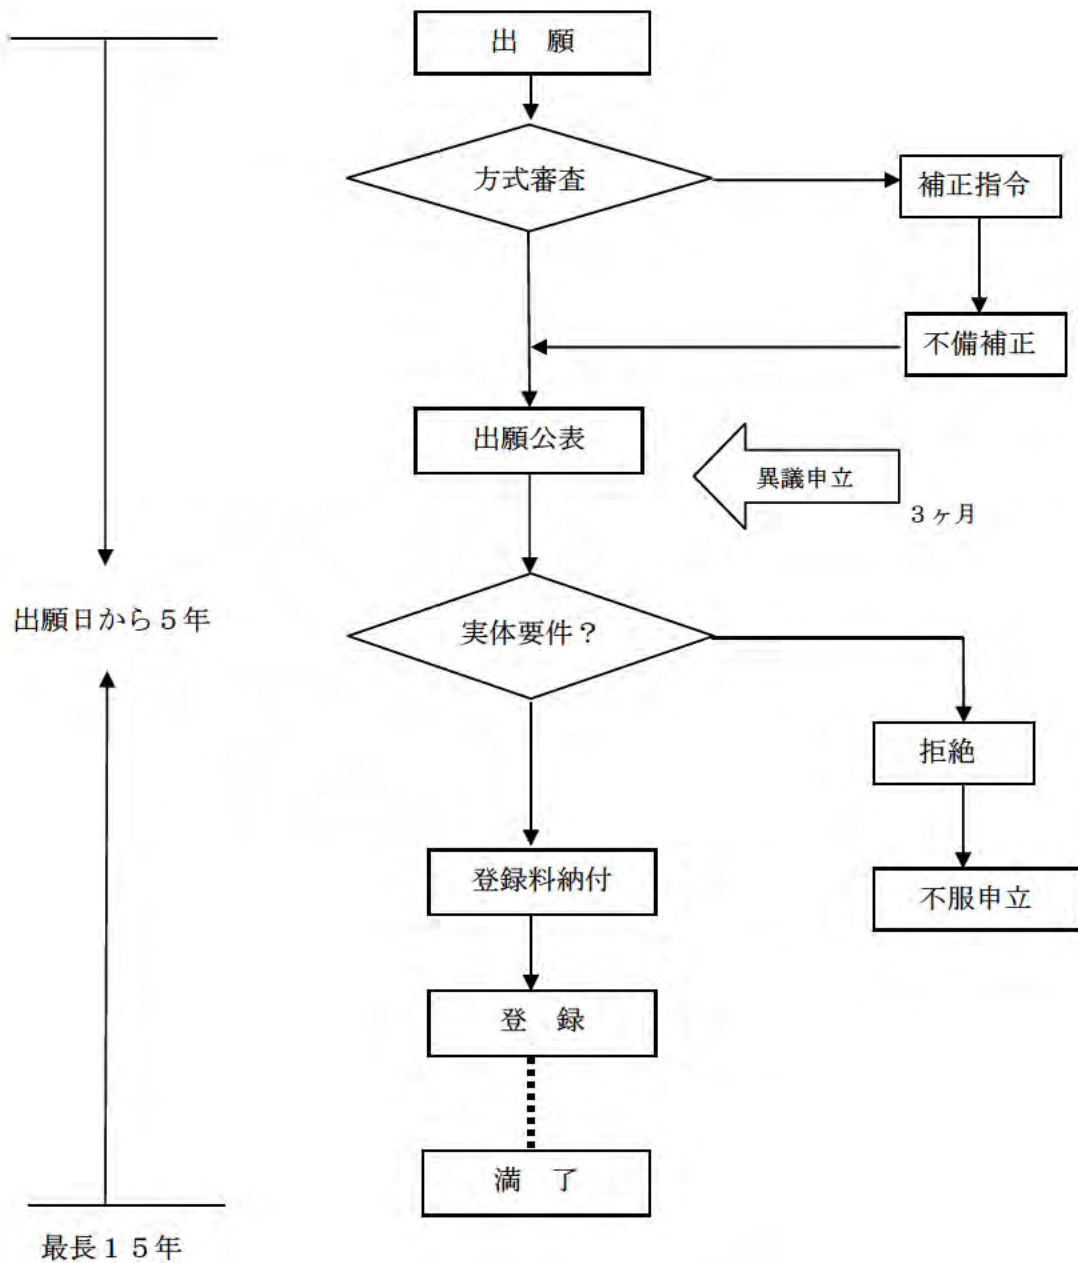 出　願
方式審査
補正指令
不備補正
出願公表
異議申立
３ヶ月
出願日から５年
実体要件？
拒絶
登録料納付
不服申立
登　録
満　了
最長１５年